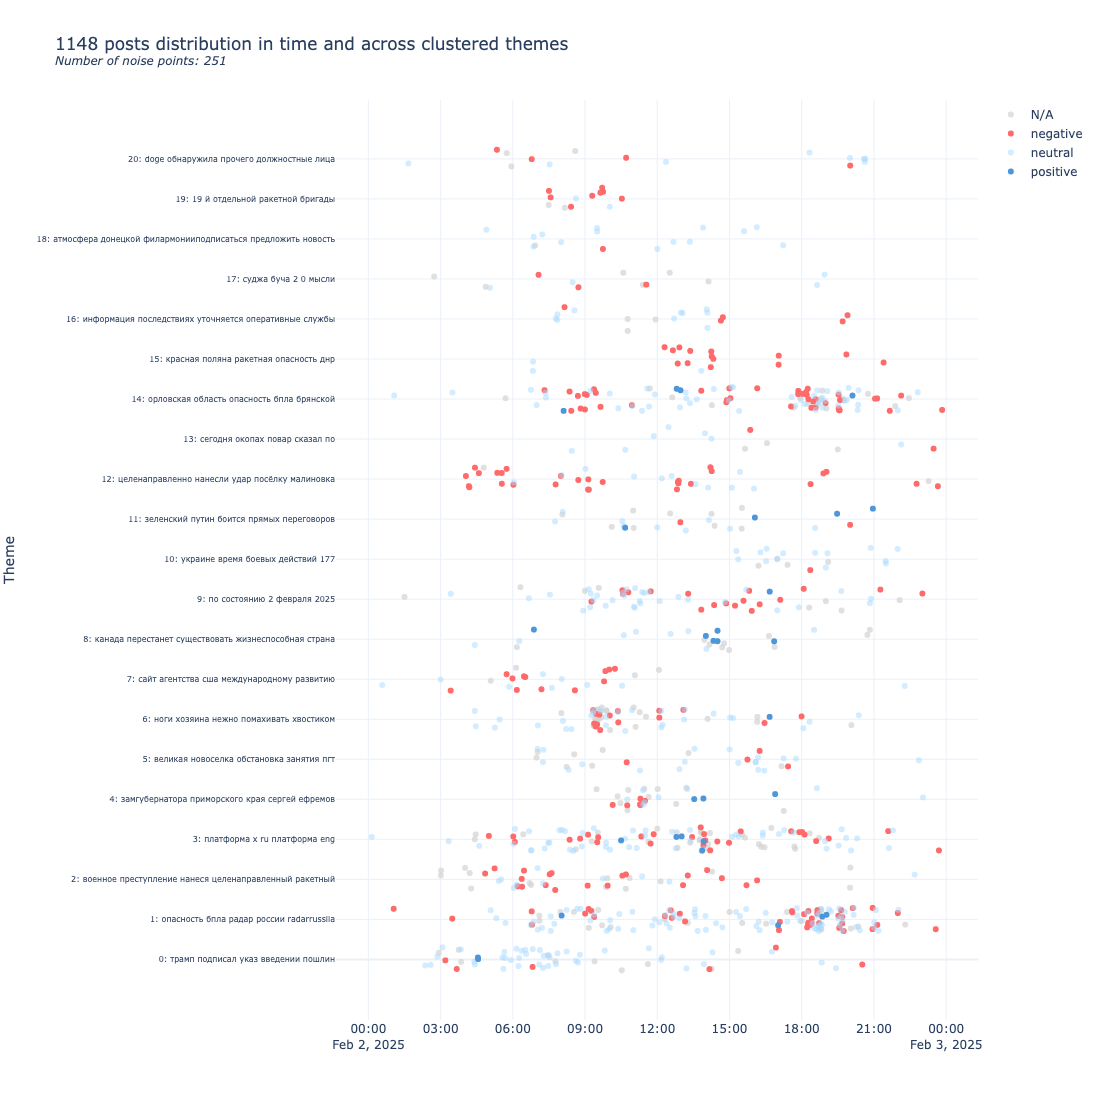 1148 posts distribution in time and across clustered themes
Number of noise points: 251
N/A
negative
neutral
positive
20: doge обнаружила прочего должностные лица
19: 19 й отдельной ракетной бригады
18: атмосфера донецкой филармонииподписаться предложить новость
17: суджа буча 2 0 мысли
16: информация последствиях уточняется оперативные службы
15: красная поляна ракетная опасность днр
14: орловская область опасность бпла брянской
13: сегодня окопах повар сказал по
12: целенаправленно нанесли удар посёлку малиновка
11: зеленский путин боится прямых переговоров
10: украине время боевых действий 177
9: по состоянию 2 февраля 2025
8: канада перестанет существовать жизнеспособная страна
7: сайт агентства сша международному развитию
6: ноги хозяина нежно помахивать хвостиком
5: великая новоселка обстановка занятия пгт
4: замгубернатора приморского края сергей ефремов
3: платформа x ru платформа eng
2: военное преступление нанеся целенаправленный ракетный
1: опасность бпла радар россии radarrussiia
0: трамп подписал указ введении пошлин
Theme
00:00 03:00 06:00 09:00 12:00 15:00 18:00 21:00 00:00
Feb 2, 2025 Feb 3, 2025